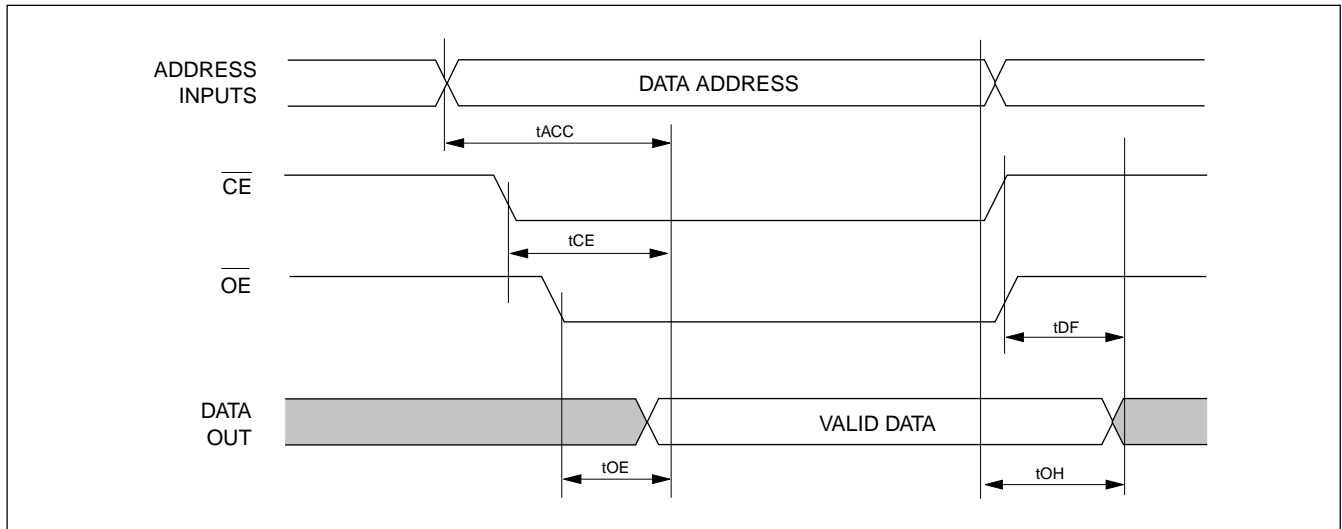 ADDRESS
INPUTS
DATA ADDRESS
tACC
CE
tCE
OE
tDF
DATA
OUT
VALID DATA
tOE
tOH